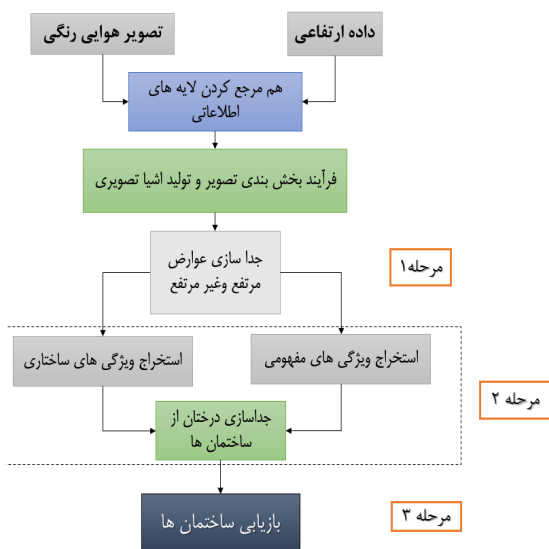 داده ارتفاعی
تصویر هوایی رنگی
هم مرجع کردن لایه های
اطلاعاتی
فرآیند بخش بندی تصویر و تولید اشیا تصویری
جدا سازی عوارض
مرتفع وغیر مرتفع
مرحله۱
استخراج ویژگی های مفهومی
استخراج ویژگی های ساختاری
مرحله ۲
جداسازی درختان از
ساختمان ها
مرحله ۳
بازیابی ساختمان ها